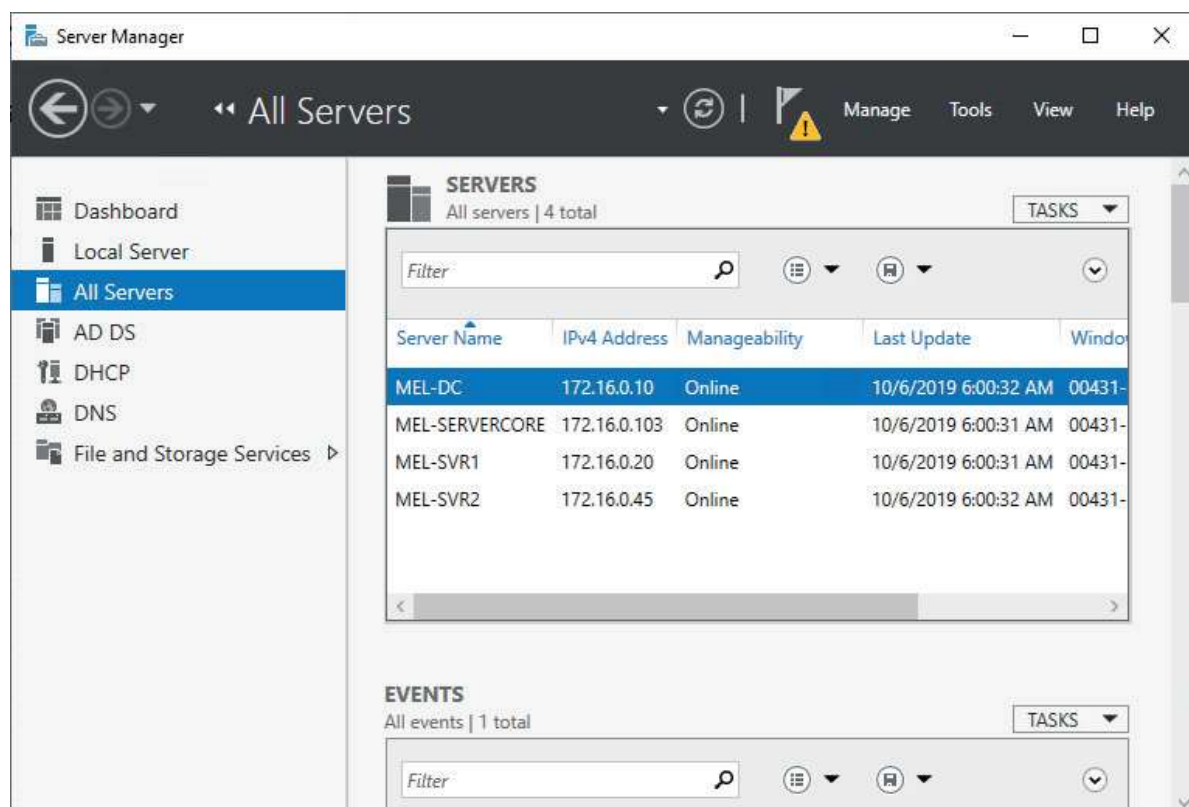 Server Manager
All Servers
Manage Tools View Help
Dashboard
Local Server
All Servers
AD DS
DHCP
DNS
File and Storage Services
SERVERS
All servers | 4 total
TASKS
Filter
Server Name IPv4 Address Manageability Last Update Windo
MEL-DC 172.16.0.10 Online 10/6/2019 6:00:32 AM 00431-
MEL-SERVERCORE 172.16.0.103 Online 10/6/2019 6:00:31 AM 00431-
MEL-SVR1 172.16.0.20 Online 10/6/2019 6:00:31 AM 00431-
MEL-SVR2 172.16.0.45 Online 10/6/2019 6:00:32 AM 00431-
EVENTS
All events | 1 total
TASKS
Filter